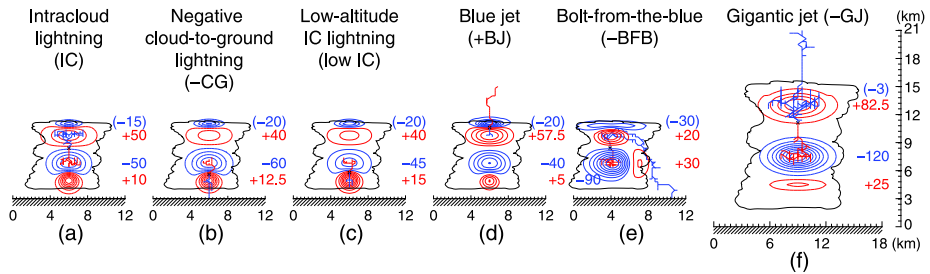 Intracloud
lightning
(IC)
Negative
cloud-to-ground
lightning
(−CG)
Low-altitude
IC lightning
(low IC)
Blue jet
(+BJ)
Bolt-from-the-blue
(−BFB)
Gigantic jet (−GJ)
(km)
21
18
15
12
9
6
3
0
(−15)
+50
−50
+10
(−20)
+40
−60
+12.5
(−20)
+40
−45
+15
(−20)
+57.5
−40
+5
(−30)
+20
+30
−90
(−3)
+82.5
−120
+25
0 4 8 12
0 4 8 12
0 4 8 12
0 4 8 12
0 4 8 12 (km)
0 6 12 18
(km)
(a)
(b)
(c)
(d)
(e)
(f)